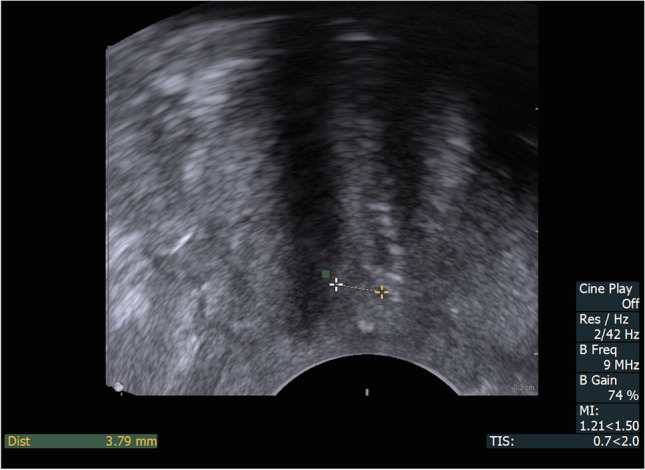 Cine Play
Off
Res / Hz
2/42 Hz
B Freq
9 MHz
B Gain
74 %
MI:
1.21<1.50
Dist 3.79 mm
TIS: 0.7<2.0